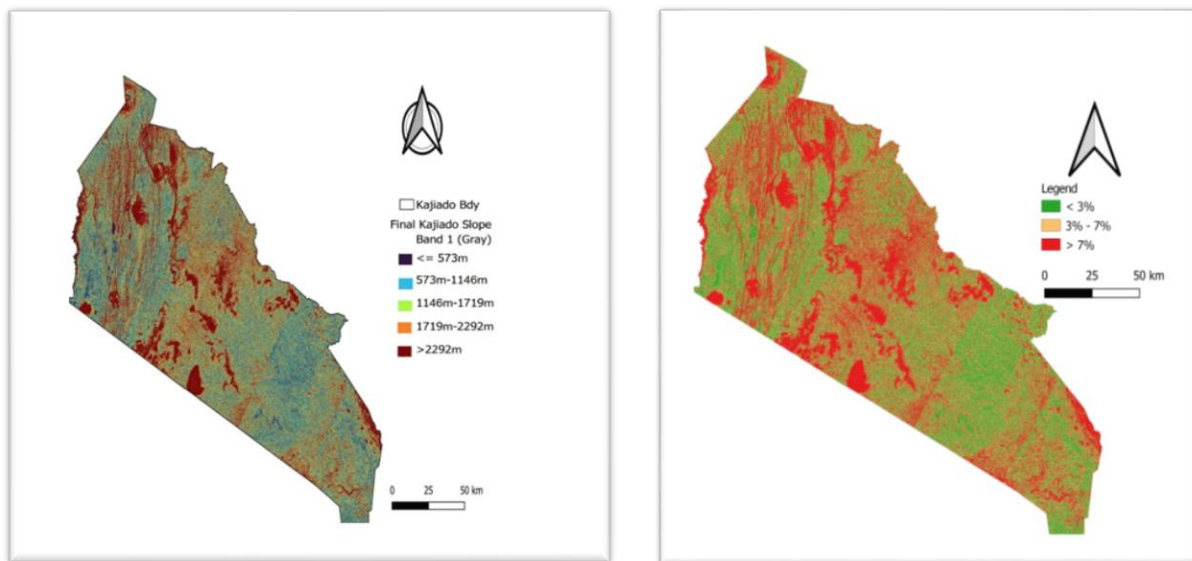 Kajiado Bdy
Final Kajiado Slope
Band 1 (Gray)
<= 573m
573m-1146m
1146m-1719m
1719m-2292m
>2292m
0 25 50 km
Legend
< 3%
3% - 7%
> 7%
0 25 50 km